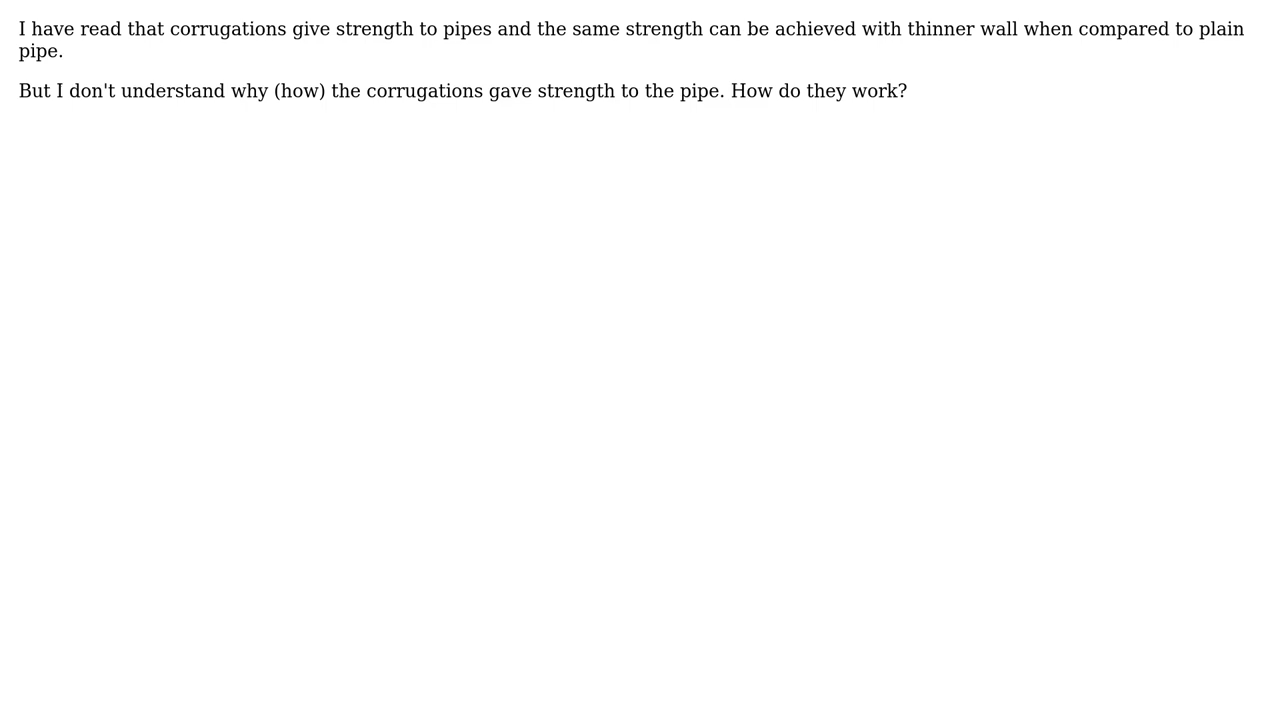 I have read that corrugations give strength to pipes and the same strength can be achieved with thinner wall when compared to plain
pipe.
But I don't understand why (how) the corrugations gave strength to the pipe. How do they work?